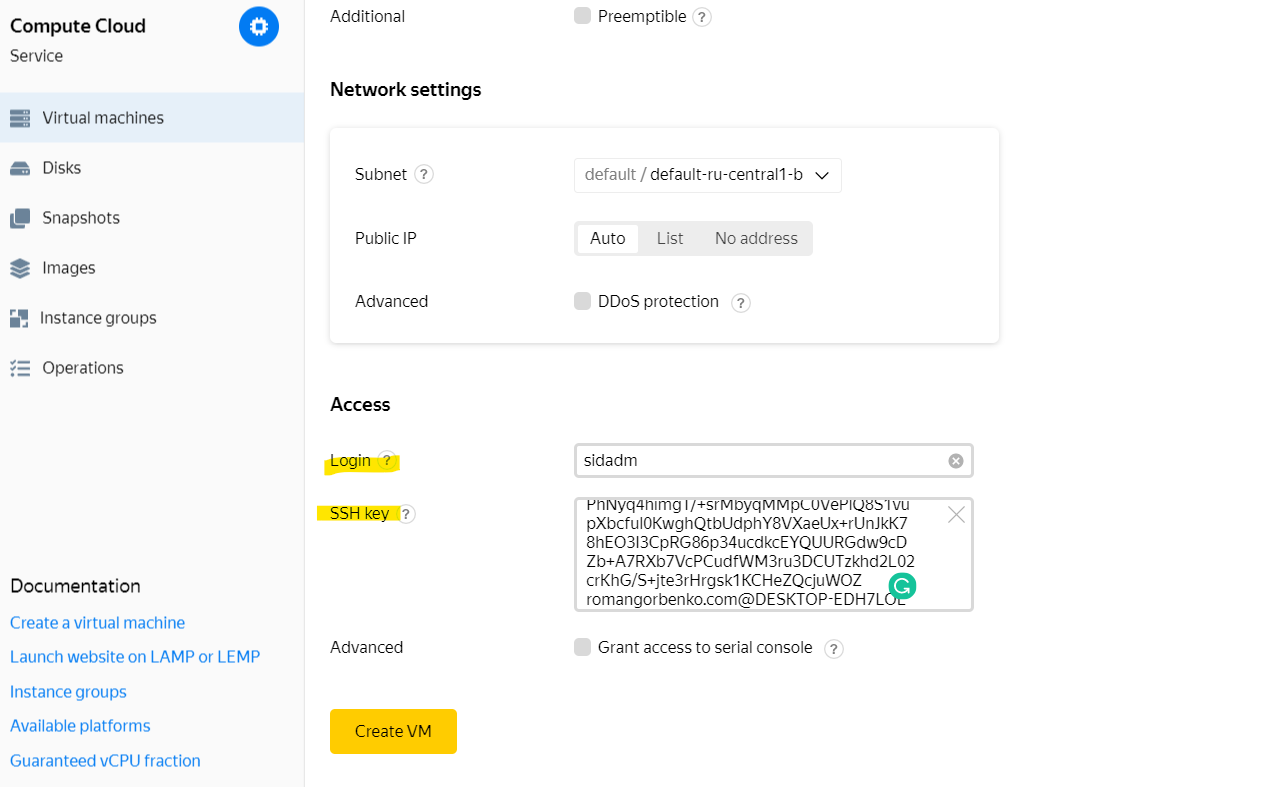 Compute Cloud
Service
Virtual machines
Disks
Snapshots
Images
Instance groups
Operations
Documentation
Create a virtual machine
Launch website on LAMP or LEMP
Instance groups
Available platforms
Guaranteed vCPU fraction
Additional
Preemptible ?
Network settings
Subnet ?
default / default-ru-central1-b
Public IP
Auto List No address
Advanced
DDoS protection ?
Access
Login ?
sidadm
SSH key ?
pXbcful0KwghQtbUdphY8VXaeUx+rUnJkK7
8hEO3I3CpRG86p34ucdkcEYQUURGdw9cD
Zb+A7RXb7VcPCudfWM3ru3DCUTzkhd2L02
crKhG/S+jte3rHrgsk1KCHeZQcjuWOZ
romangorbenko.com@DESKTOP-EDH7LOL
Advanced
Grant access to serial console ?
Create VM